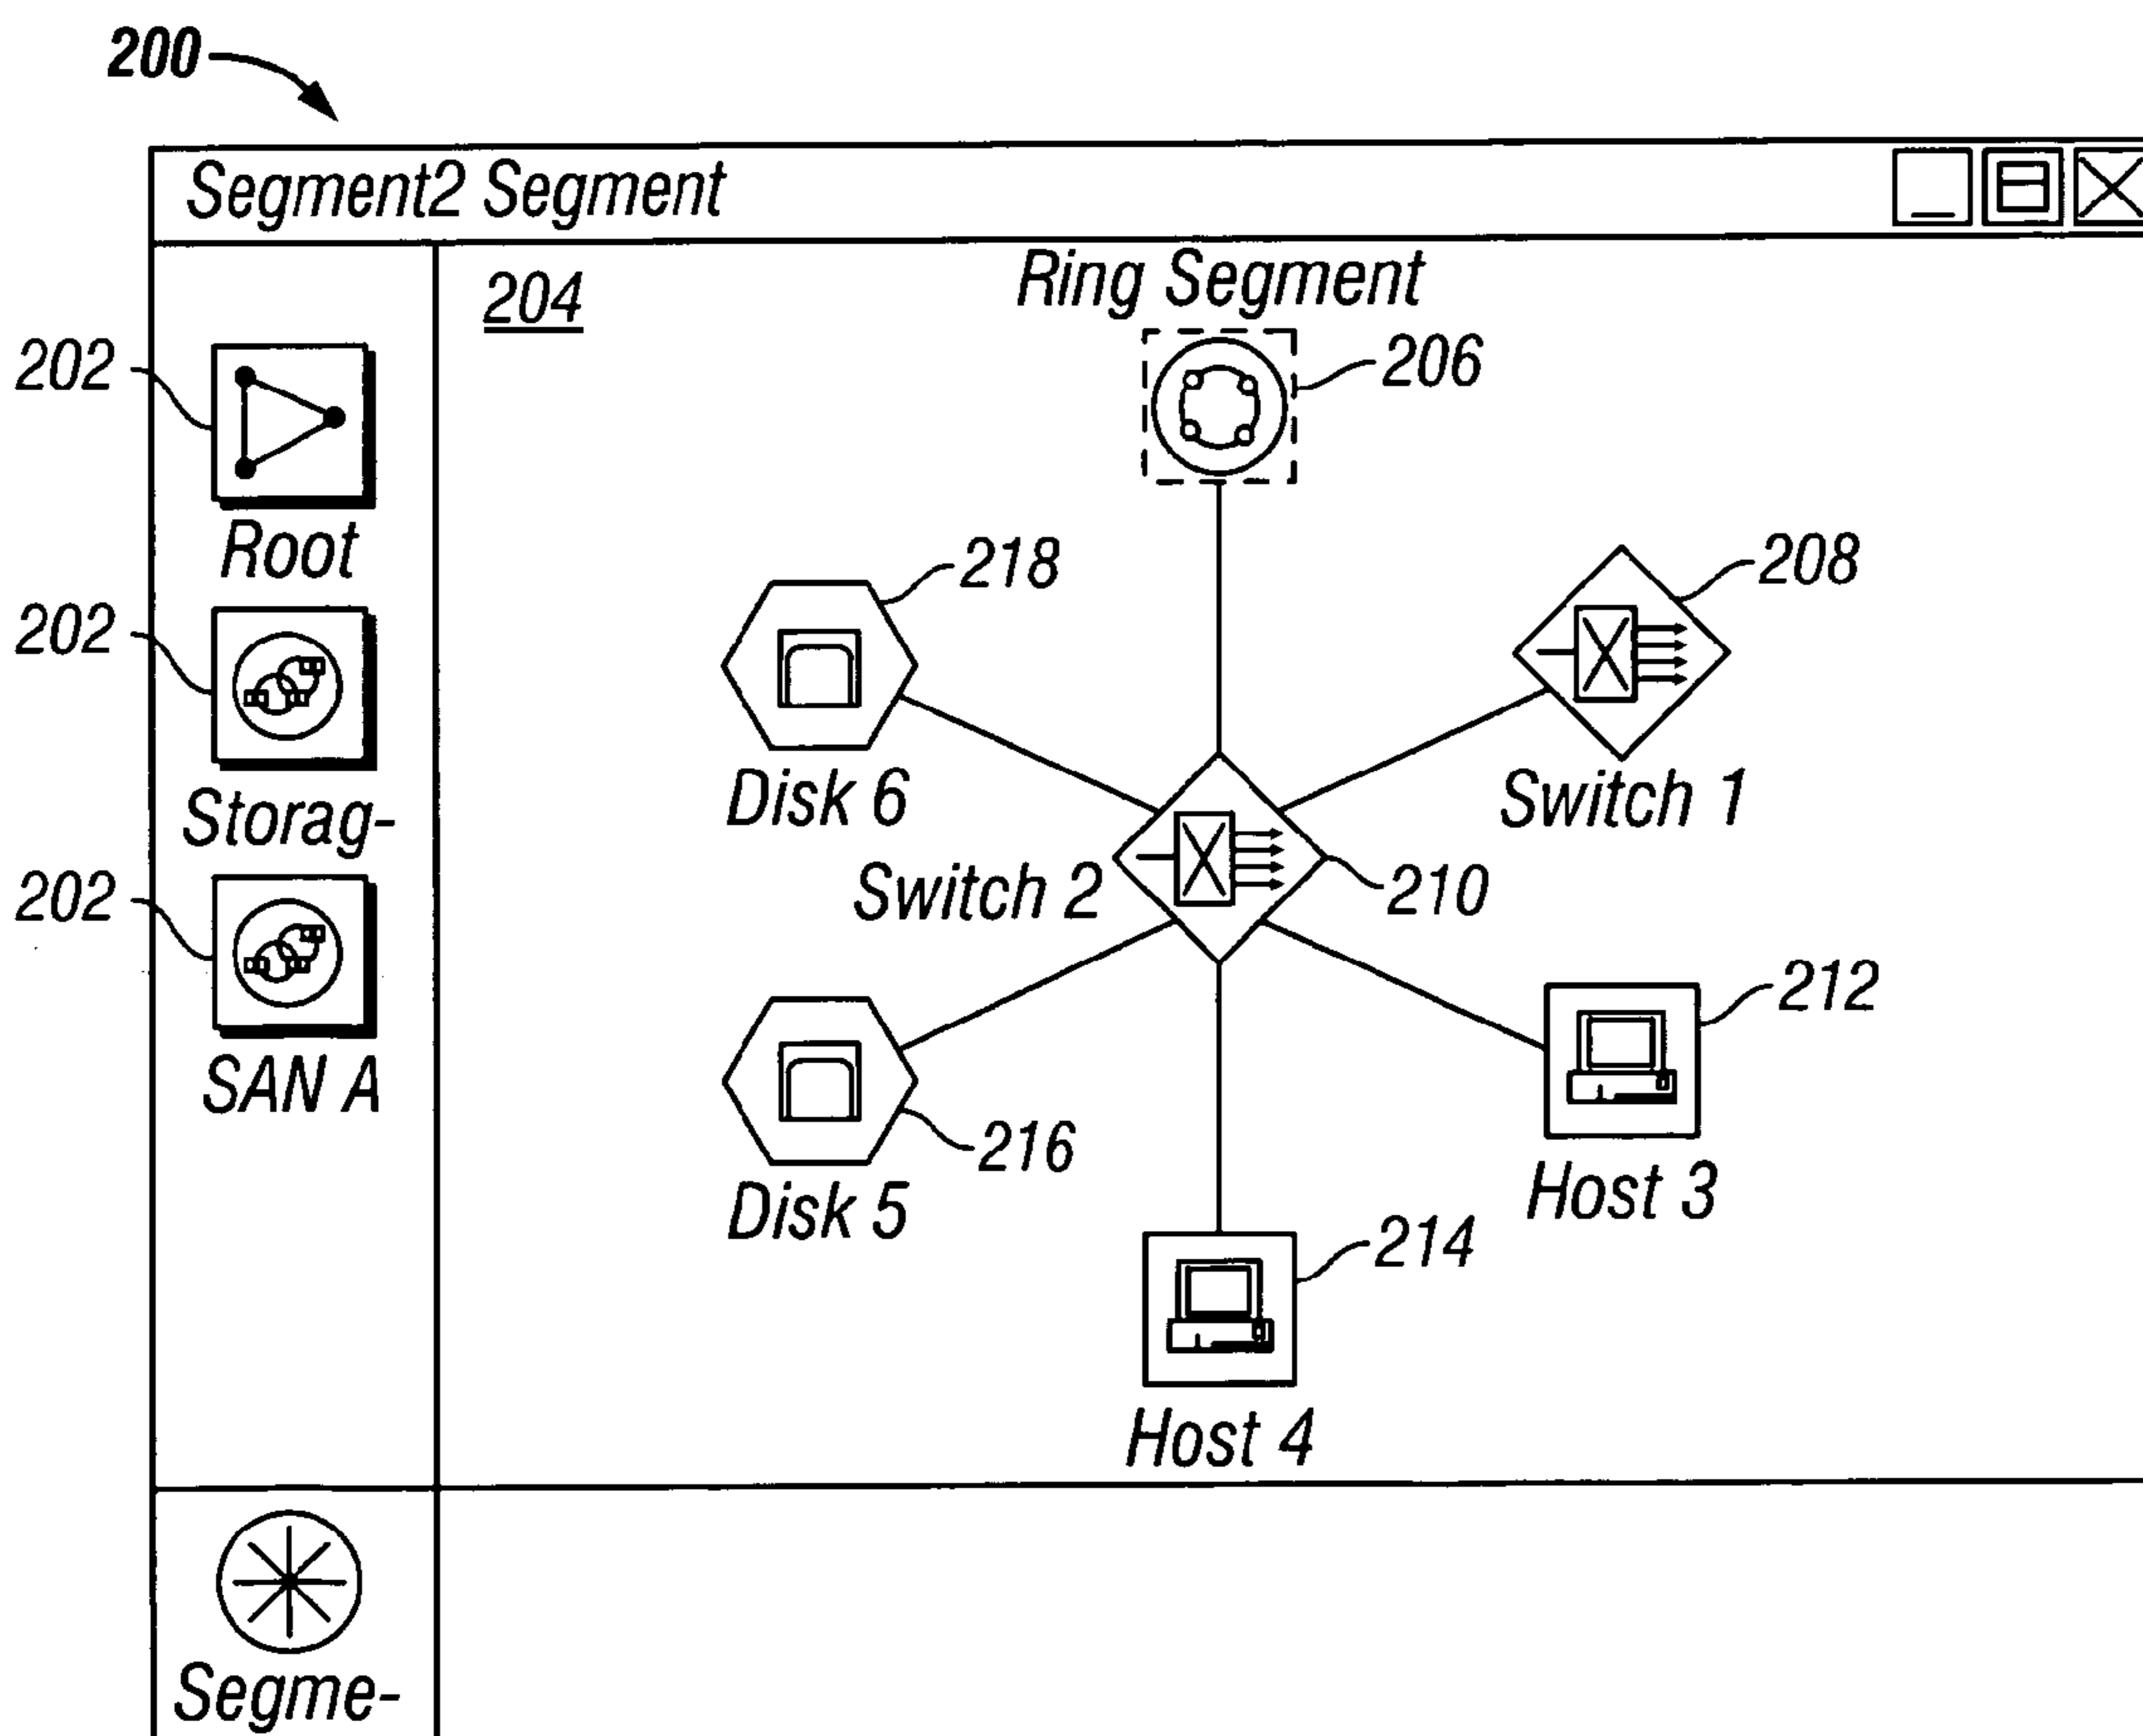 200
Segment2 Segment
204
Ring Segment
206
202
Root
202
Storag-
202
SAN A
218
Disk 6
208
Switch 1
Switch 2
210
212
Host 3
216
Disk 5
214
Host 4
Segme-